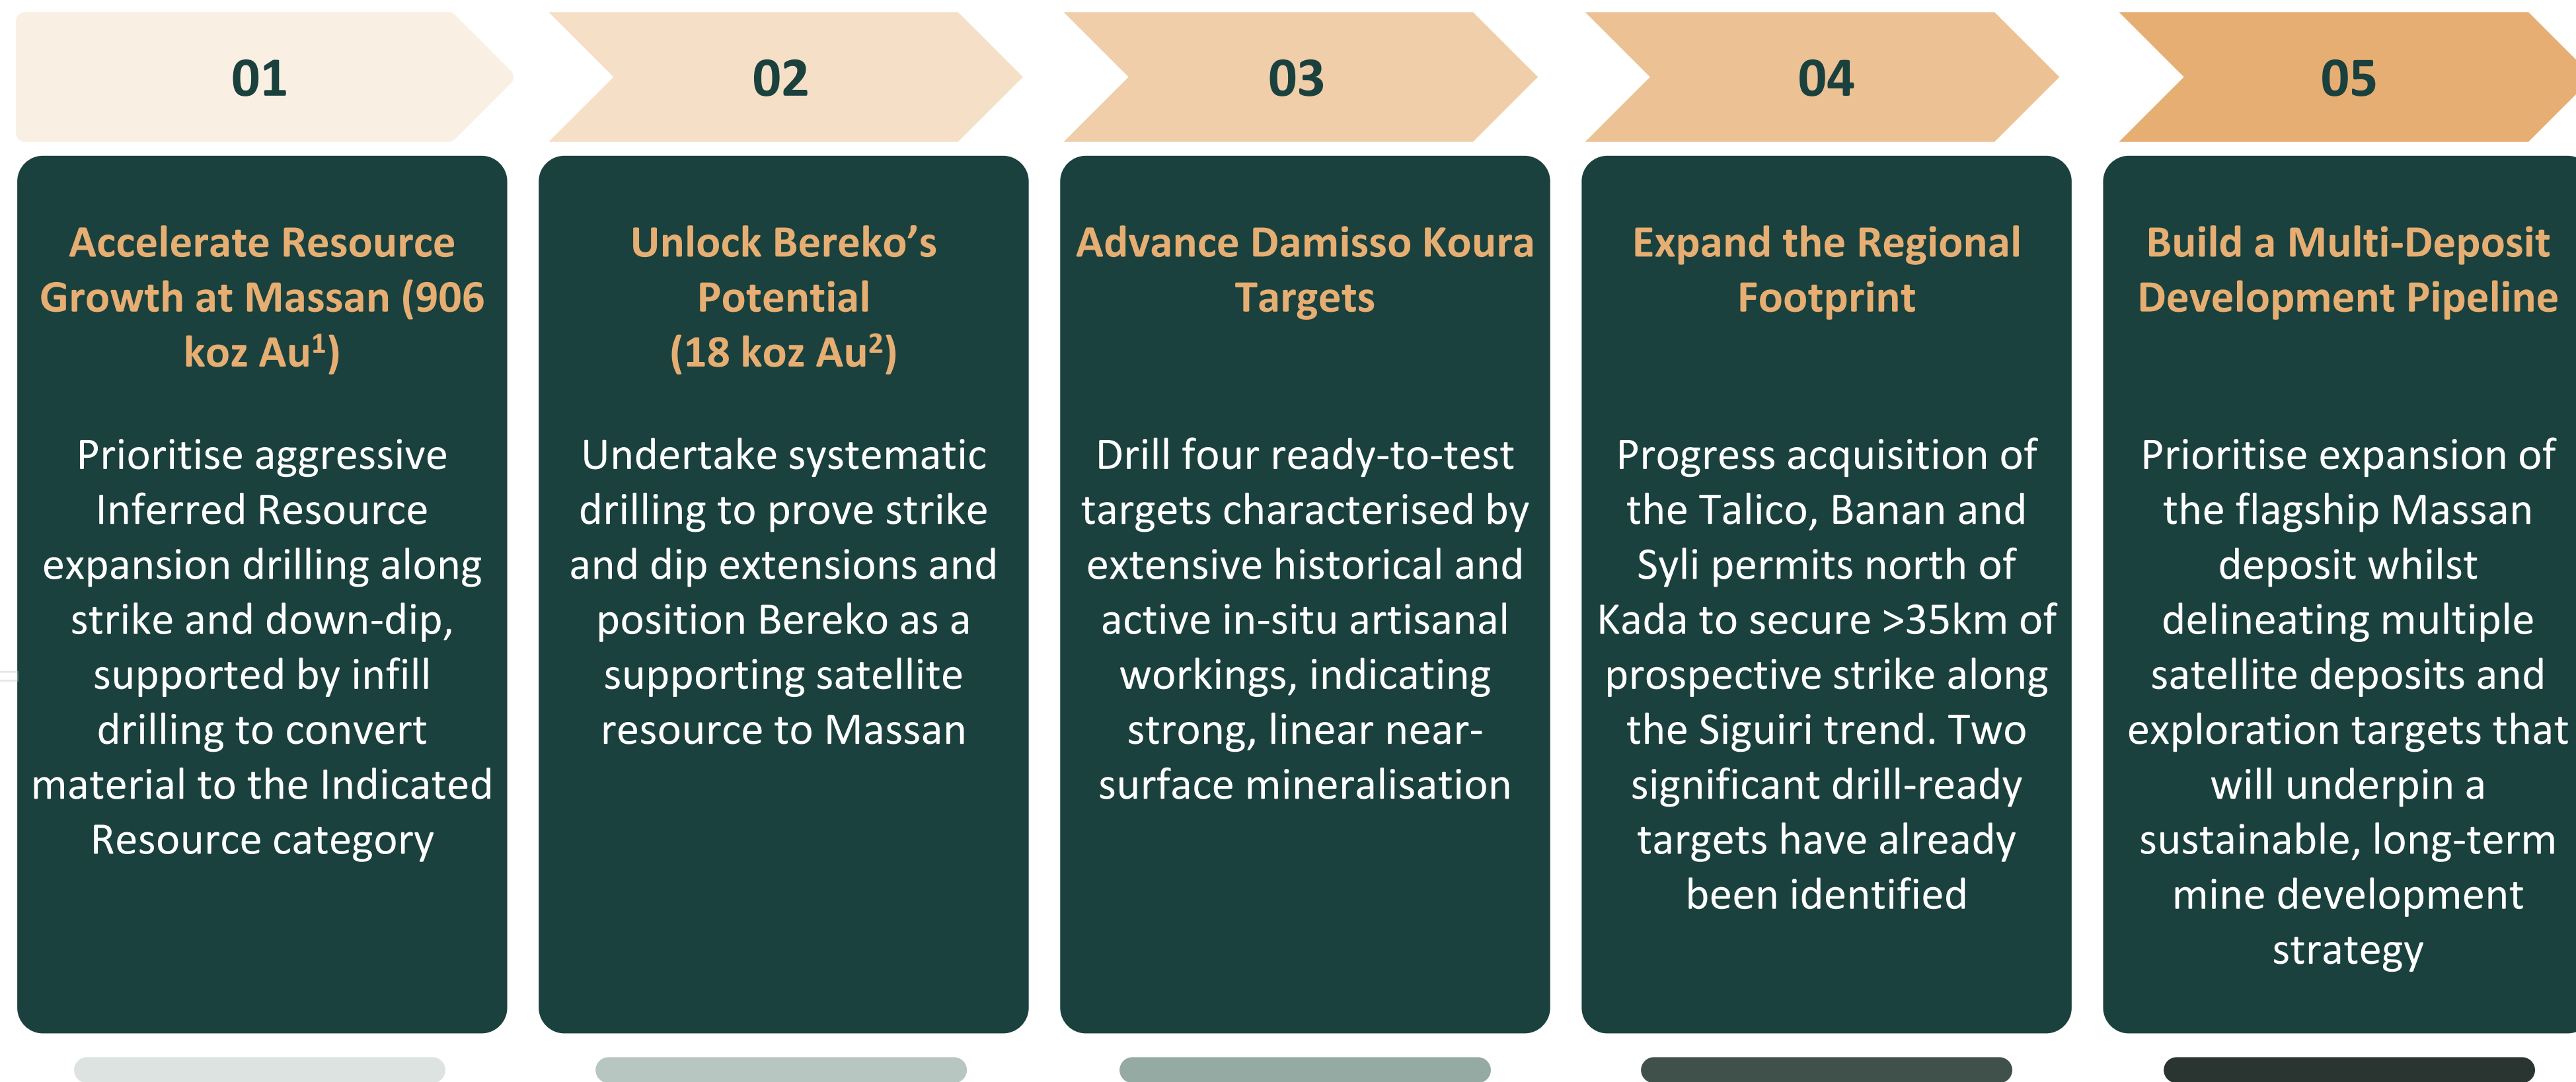 01
Accelerate Resource
Growth at Massan (906
koz Au¹)
Prioritise aggressive
Inferred Resource
expansion drilling along
strike and down-dip,
supported by infill
drilling to convert
material to the Indicated
Resource category
02
Unlock Bereko’s
Potential
(18 koz Au²)
Undertake systematic
drilling to prove strike
and dip extensions and
position Bereko as a
supporting satellite
resource to Massan
03
Advance Damisso Koura
Targets
Drill four ready-to-test
targets characterised by
extensive historical and
active in-situ artisanal
workings, indicating
strong, linear near-
surface mineralisation
04
Expand the Regional
Footprint
Progress acquisition of
the Talico, Banan and
Syli permits north of
Kada to secure >35km of
prospective strike along
the Siguiri trend. Two
significant drill-ready
targets have already
been identified
05
Build a Multi-Deposit
Development Pipeline
Prioritise expansion of
the flagship Massan
deposit whilst
delineating multiple
satellite deposits and
exploration targets that
will underpin a
sustainable, long-term
mine development
strategy